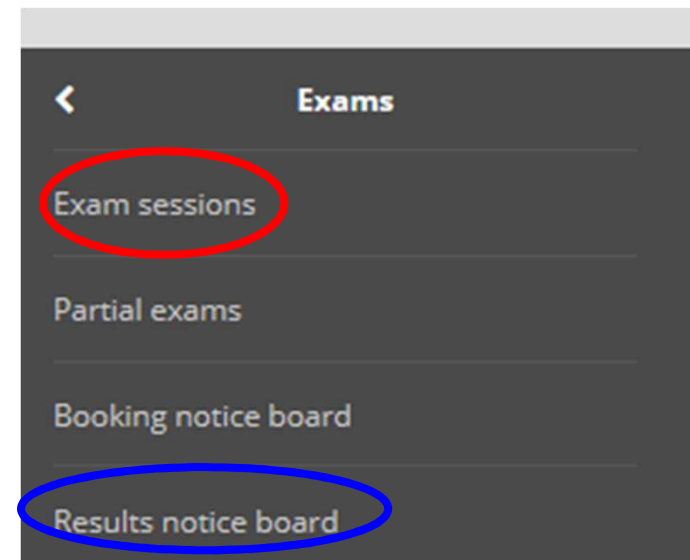 Exams
Exam sessions
Partial exams
Booking notice board
Results notice board